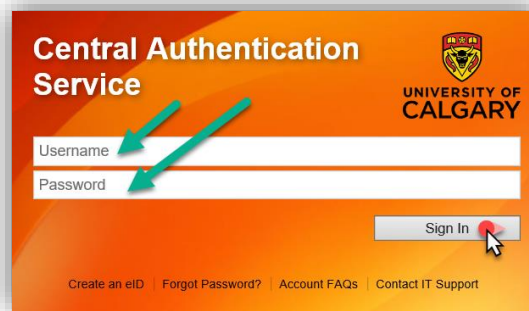 Central Authentication
Service
UNIVERSITY OF
CALGARY
Username
Password
Sign In
Create an eID | Forgot Password? | Account FAQs | Contact IT Support